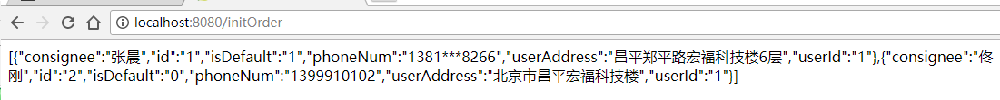 localhost:8080/initOrder
[{"consignee":"张晨","id":"1","isDefault":"1","phoneNum":"1381***8266","userAddress":"昌平郑平路宏福科技楼6层","userId":"1"},{"consignee":"佟
刚","id":"2","isDefault":"0","phoneNum":"1399910102","userAddress":"北京市昌平宏福科技楼","userId":"1"}]